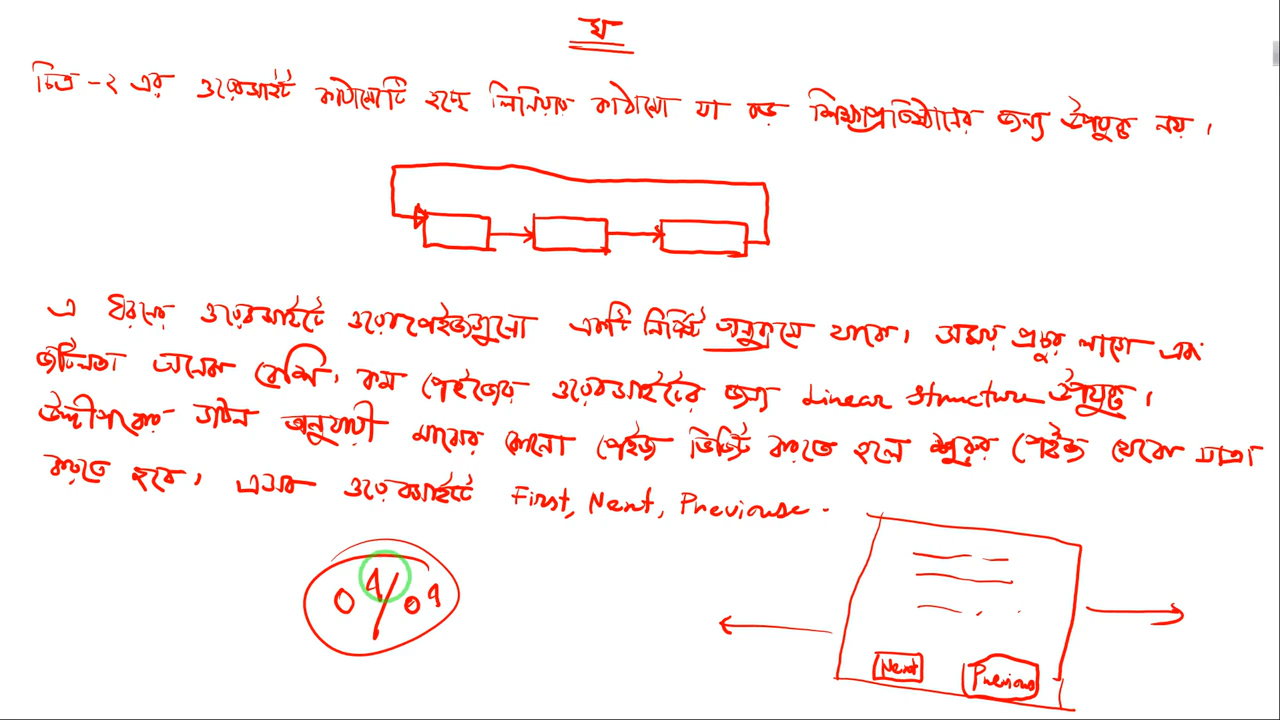 ঘ
চিত্র -২ এর ওয়েবসাইট কাঠামোটি হচ্ছে লিনিয়ার কাঠামো যা বড় শিক্ষাপ্রতিষ্ঠানের জন্য উপযুক্ত নয়।
এ ধরনের ওয়েবসাইটে ওয়েবপেইজগুলো একটি নির্দিষ্ট অনুক্রমে থাকে। সময় প্রচুর লাগে এবং
জটিলতা অনেক বেশি। কম পেইজের ওয়েবসাইটের জন্য Linear Structure উপযুক্ত।
উদ্দীপকের গঠন অনুযায়ী মাঝের কোনো পেইজ ভিজিট করতে হলে শুরুর পেইজ থেকে যাত্রা
করতে হবে। এসব ওয়েবসাইটে First, Next, Previouse.
Next Previous